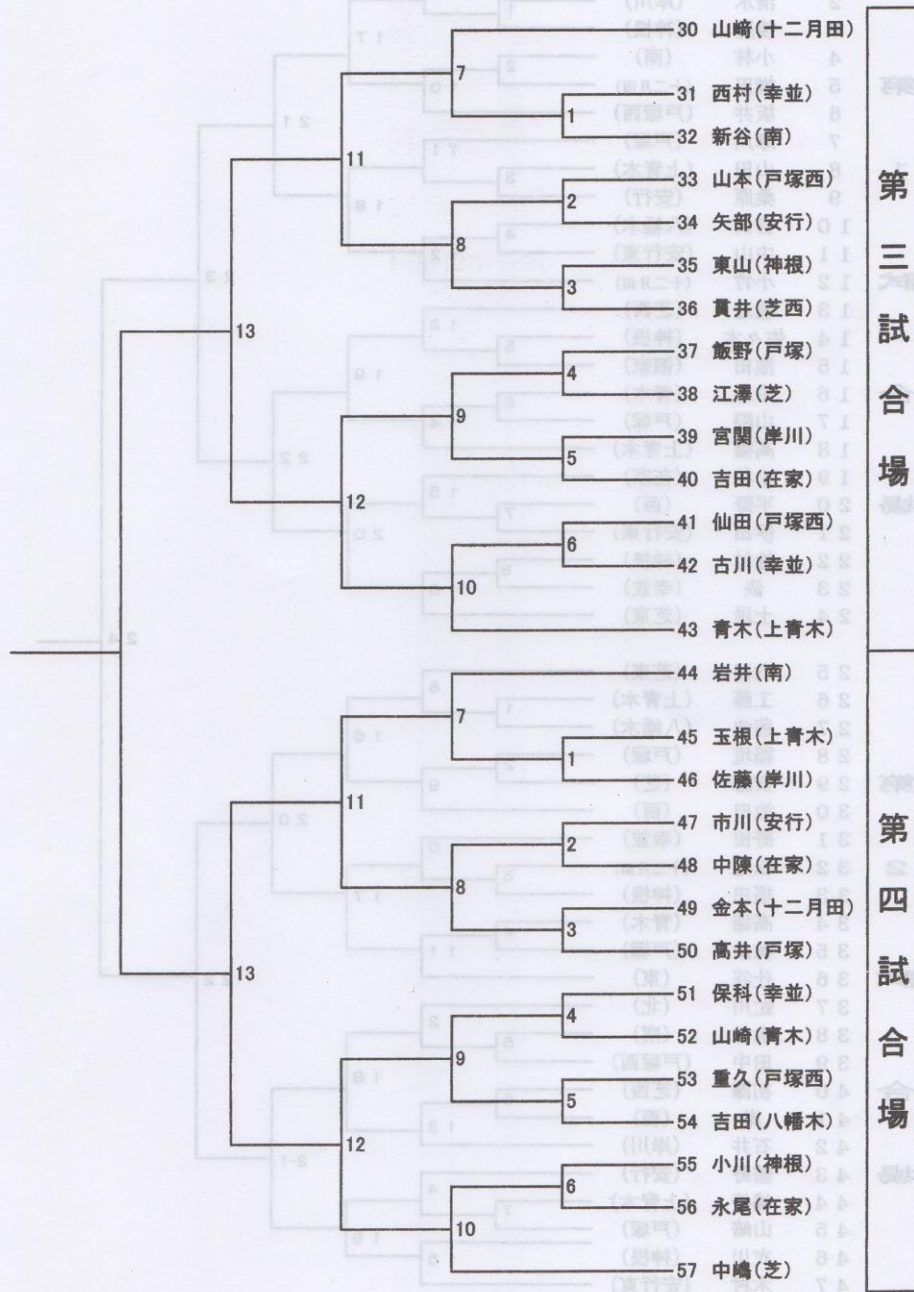 30 山﨑(十二月田)
7
31 西村(幸並)
1
32 新谷(南)
11
33 山本(戸塚西)
2
34 矢部(安行)
8
35 東山(神根)
3
36 貫井(芝西)
13
37 飯野(戸塚)
4
38 江澤(芝)
9
39 宮関(岸川)
5
40 吉田(在家)
12
41 仙田(戸塚西)
6
42 古川(幸並)
10
43 青木(上青木)
第三試合場
44 岩井(南)
7
45 玉根(上青木)
1
46 佐藤(岸川)
11
47 市川(安行)
2
48 中陳(在家)
8
49 金本(十二月田)
3
50 高井(戸塚)
13
51 保科(幸並)
4
52 山崎(青木)
9
53 重久(戸塚西)
5
54 吉田(八幡木)
12
55 小川(神根)
6
56 永尾(在家)
10
57 中嶋(芝)
第四試合場